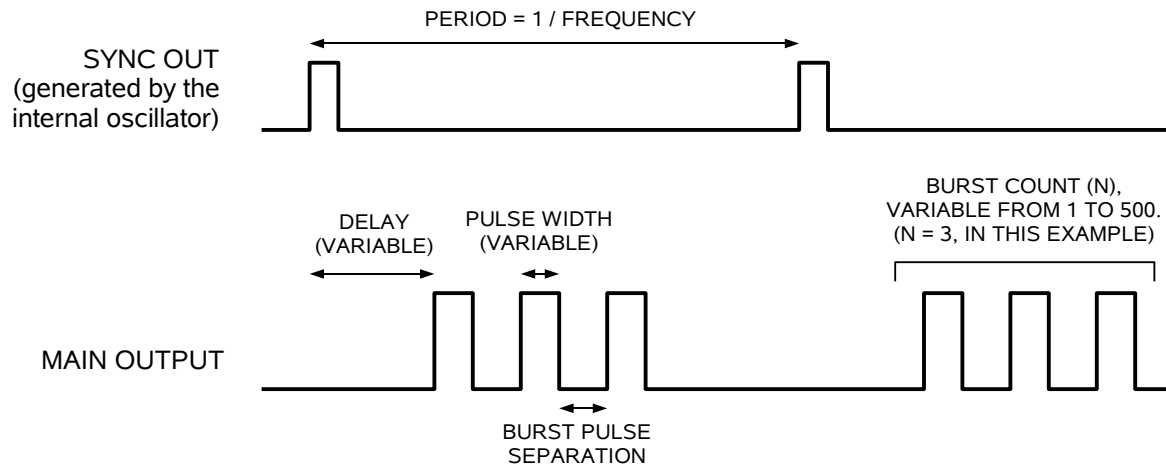 PERIOD = 1 / FREQUENCY
SYNC OUT
(generated by the
internal oscillator)
BURST COUNT (N),
VARIABLE FROM 1 TO 500.
(N = 3, IN THIS EXAMPLE)
DELAY
(VARIABLE)
PULSE WIDTH
(VARIABLE)
MAIN OUTPUT
BURST PULSE
SEPARATION